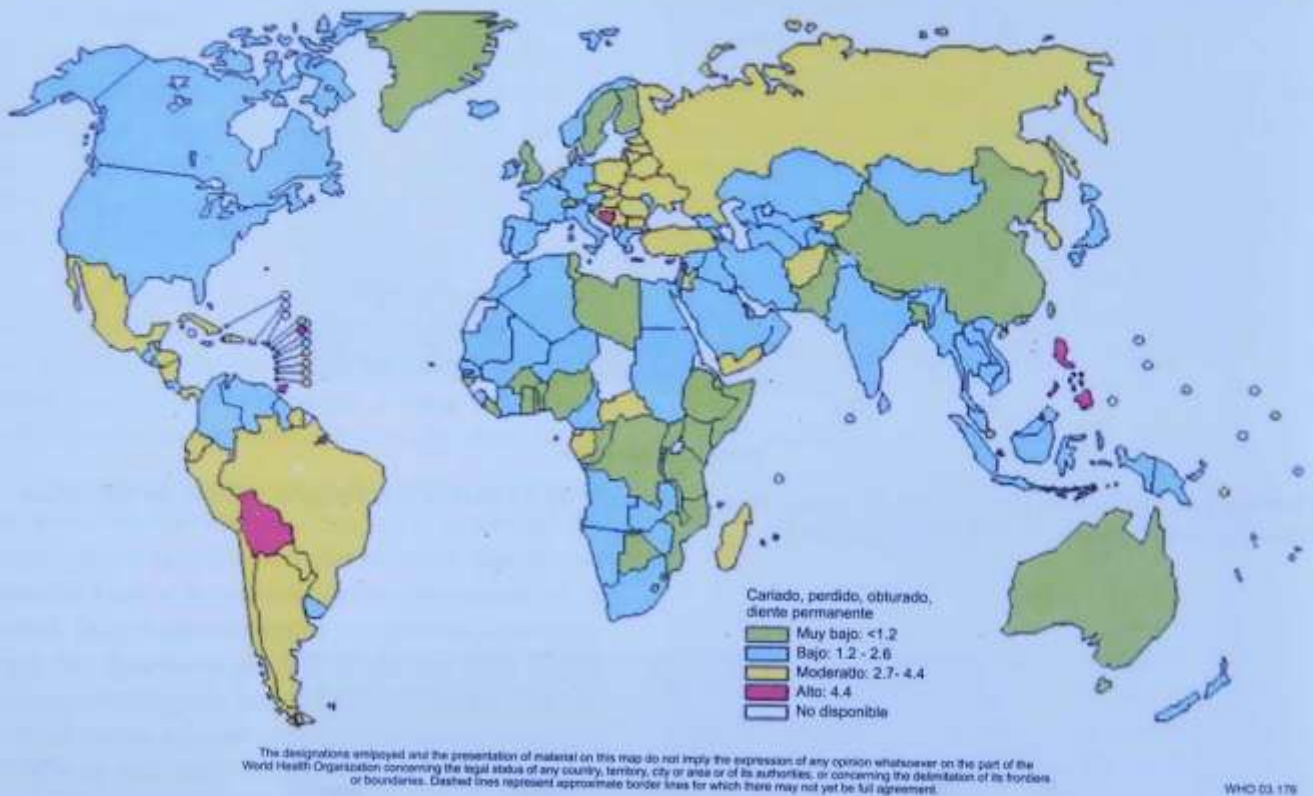 Cariado, perdido, obturado,
diente permanente
Muy bajo: <1.2
Bajo: 1.2 - 2.6
Moderado: 2.7- 4.4
Alto: 4.4
No disponible
The designations emlpoyed and the presentation of material on this map do not imply the expression of any opinion whatsoever on the part of the
World Health Organization concerning the legal status of any country, territory, city or area or of its authorities, or concerning the delimitation of its frontiers
or boundaries. Dashed lines represent approximate border lines for which there may not yet be full agreement.
WHO 03.176